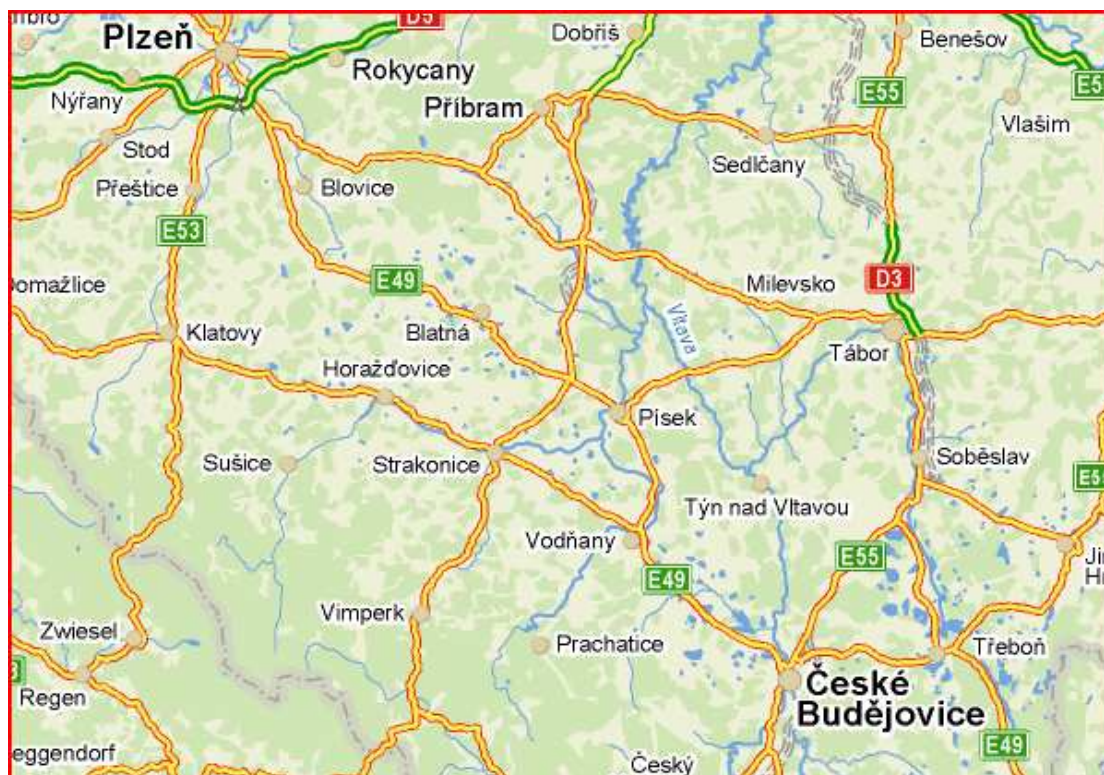 D5
Plzeň
Dobříš
Benešov
Rokycany
E55
Nýřany
Příbram
Vlašim
Stod
Sedlčany
Přeštice
Blovice
E53
E49
D3
Milevsko
Domažlice
Klatovy
Blatná
Vltava
Tábor
Horažďovice
Písek
Sušice
Strakonice
Soběslav
Týn nad Vltavou
Vodňany
E55
E49
Vimperk
Zwiesel
Prachatice
Třeboň
Regen
České
Budějovice
E49
eggendorf
Český